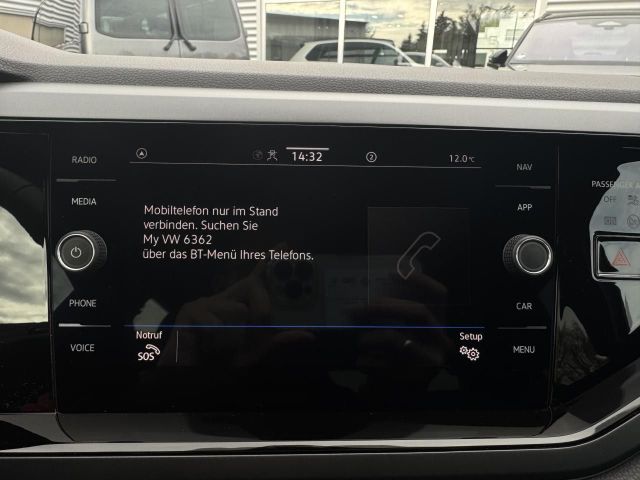 RADIO
MEDIA
PHONE
VOICE
14:32
2
12.0°C
Mobiltelefon nur im Stand
verbinden. Suchen Sie
My VW 6362
über das BT-Menü Ihres Telefons.
Notruf
SOS
Setup
NAV
APP
CAR
MENU
PASSENGER
OFF